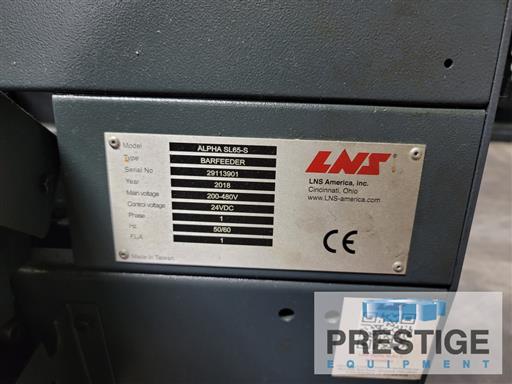 Model ALPHA SL65-S
Type BARFEEDER
Serial No 29113901
Year 2018
Main voltage 200-480V
Control voltage 24VDC
Phase 1
Hz. 50/60
F.L.A 1
Made in Taiwan
LNS
LNS America, Inc.
Cincinnati, Ohio
www.LNS-america.com
CE
PRESTIGE
EQUIPMENT